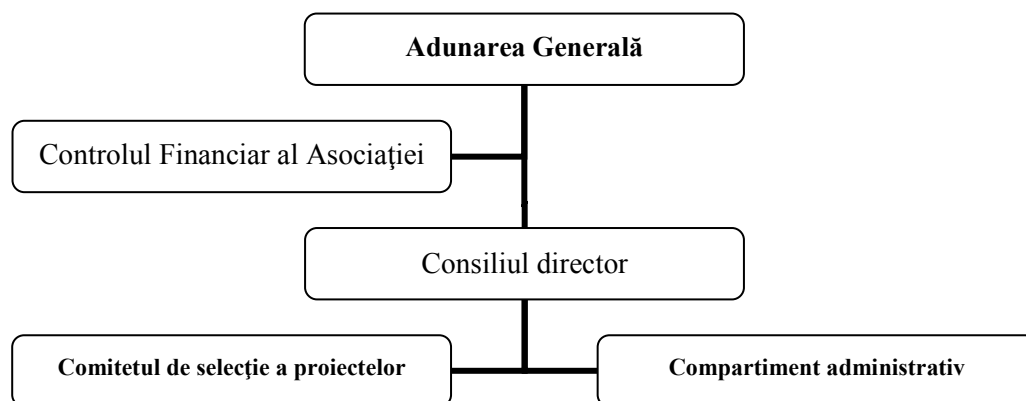 Adunarea Generală
Controlul Financiar al Asociaţiei
Consiliul director
Comitetul de selecţie a proiectelor
Compartiment administrativ